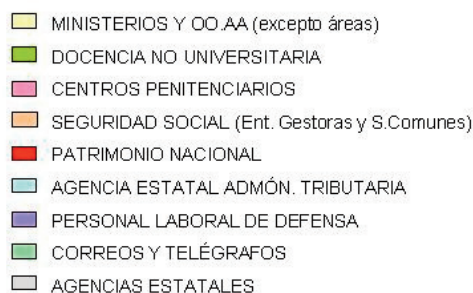 MINISTERIOS Y OO.AA (excepto áreas)
DOCENCIA NO UNIVERSITARIA
CENTROS PENITENCIARIOS
SEGURIDAD SOCIAL (Ent. Gestoras y S.Comunes)
PATRIMONIO NACIONAL
AGENCIA ESTATAL ADMÓN. TRIBUTARIA
PERSONAL LABORAL DE DEFENSA
CORREOS Y TELÉGRAFOS
AGENCIAS ESTATALES